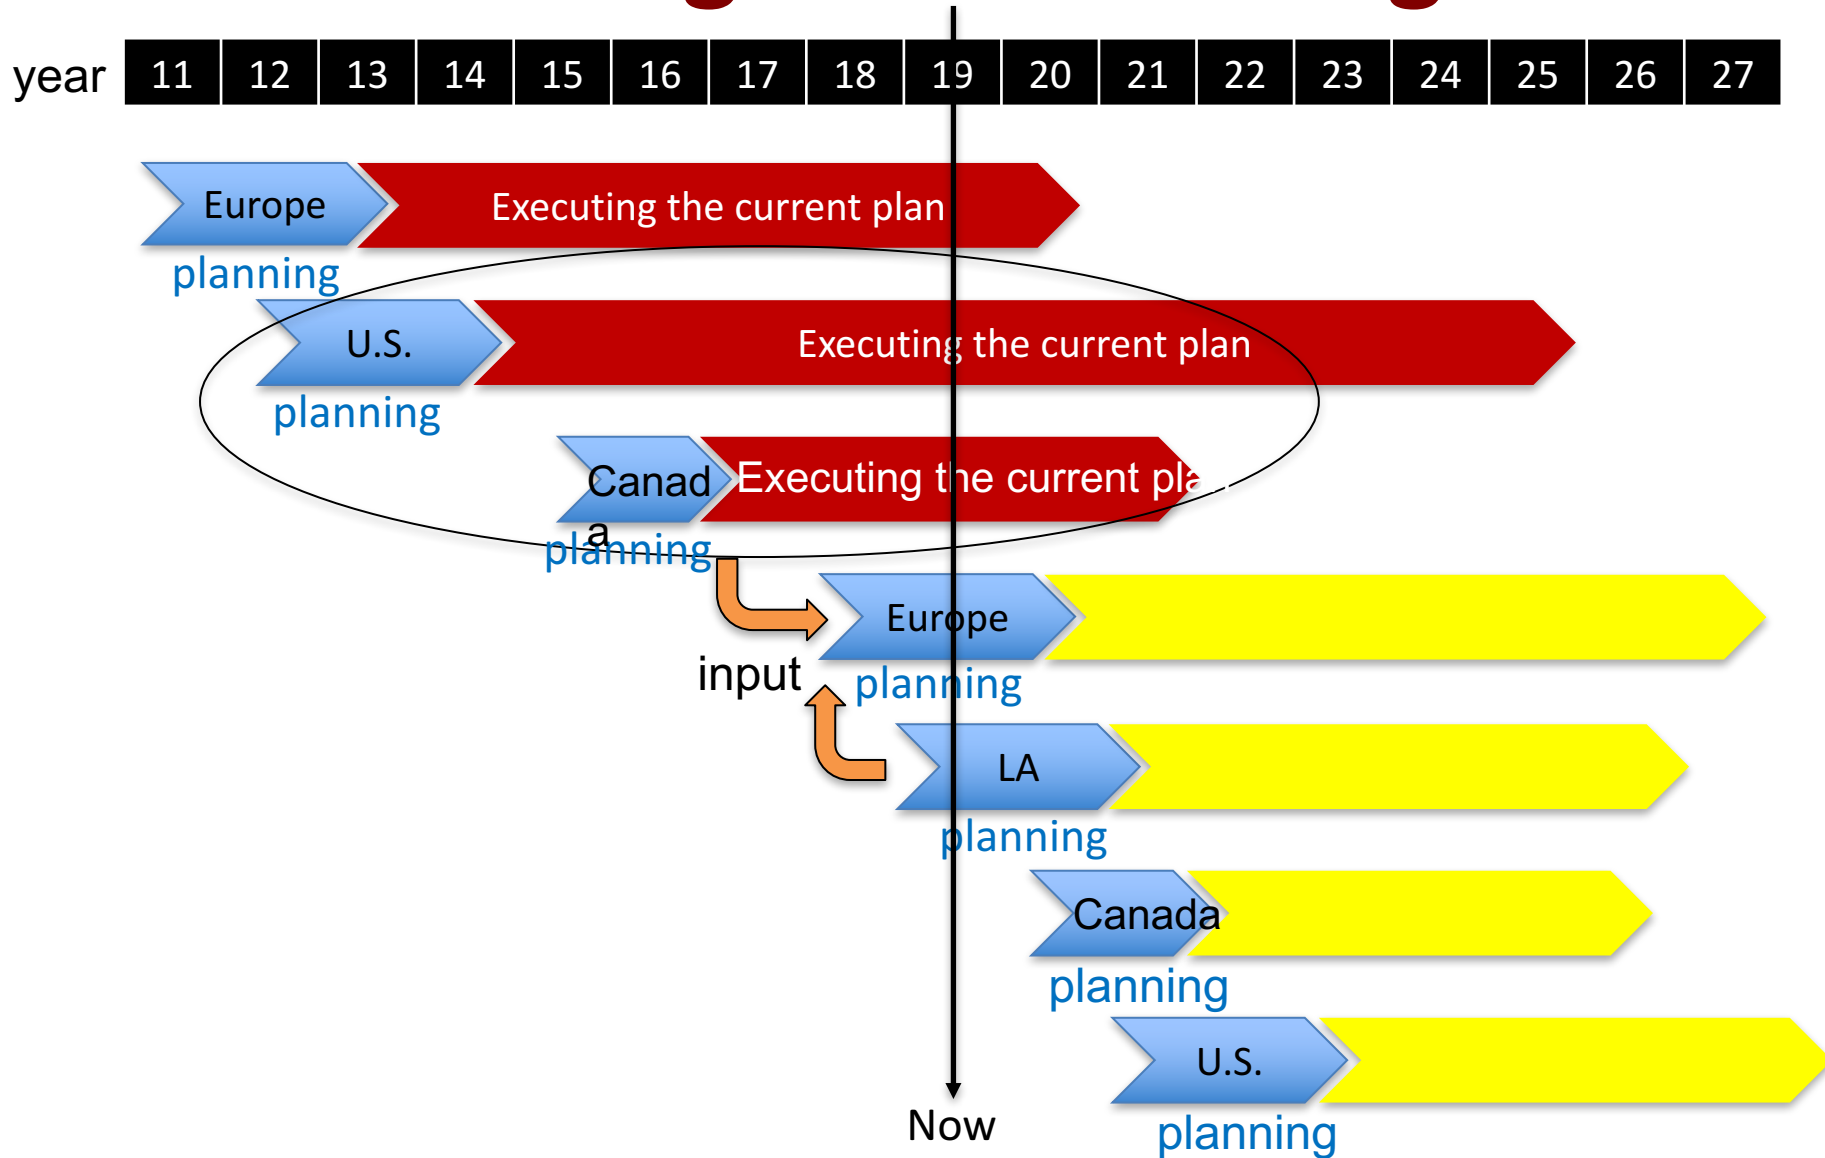 year 11 12 13 14 15 16 17 18 19 20 21 22 23 24 25 26 27
Europe Executing the current plan
planning
U.S. Executing the current plan
planning
Canad Executing the current plan
a
planning
Europe
input planning
LA
planning
Canada
planning
U.S.
Now planning